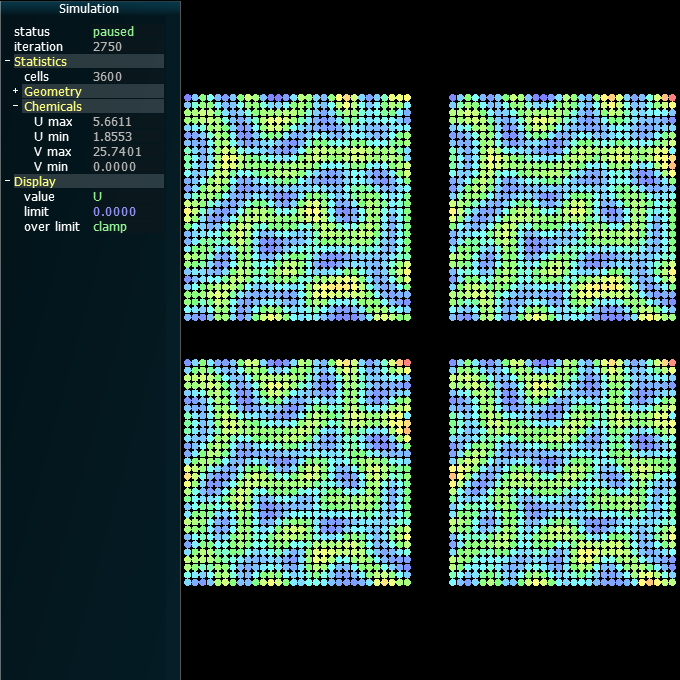 Simulation
status paused
iteration 2750
- Statistics
cells 3600
+ Geometry
- Chemicals
U max 5.6611
U min 1.8553
V max 25.7401
V min 0.0000
- Display
value U
limit 0.0000
over limit clamp